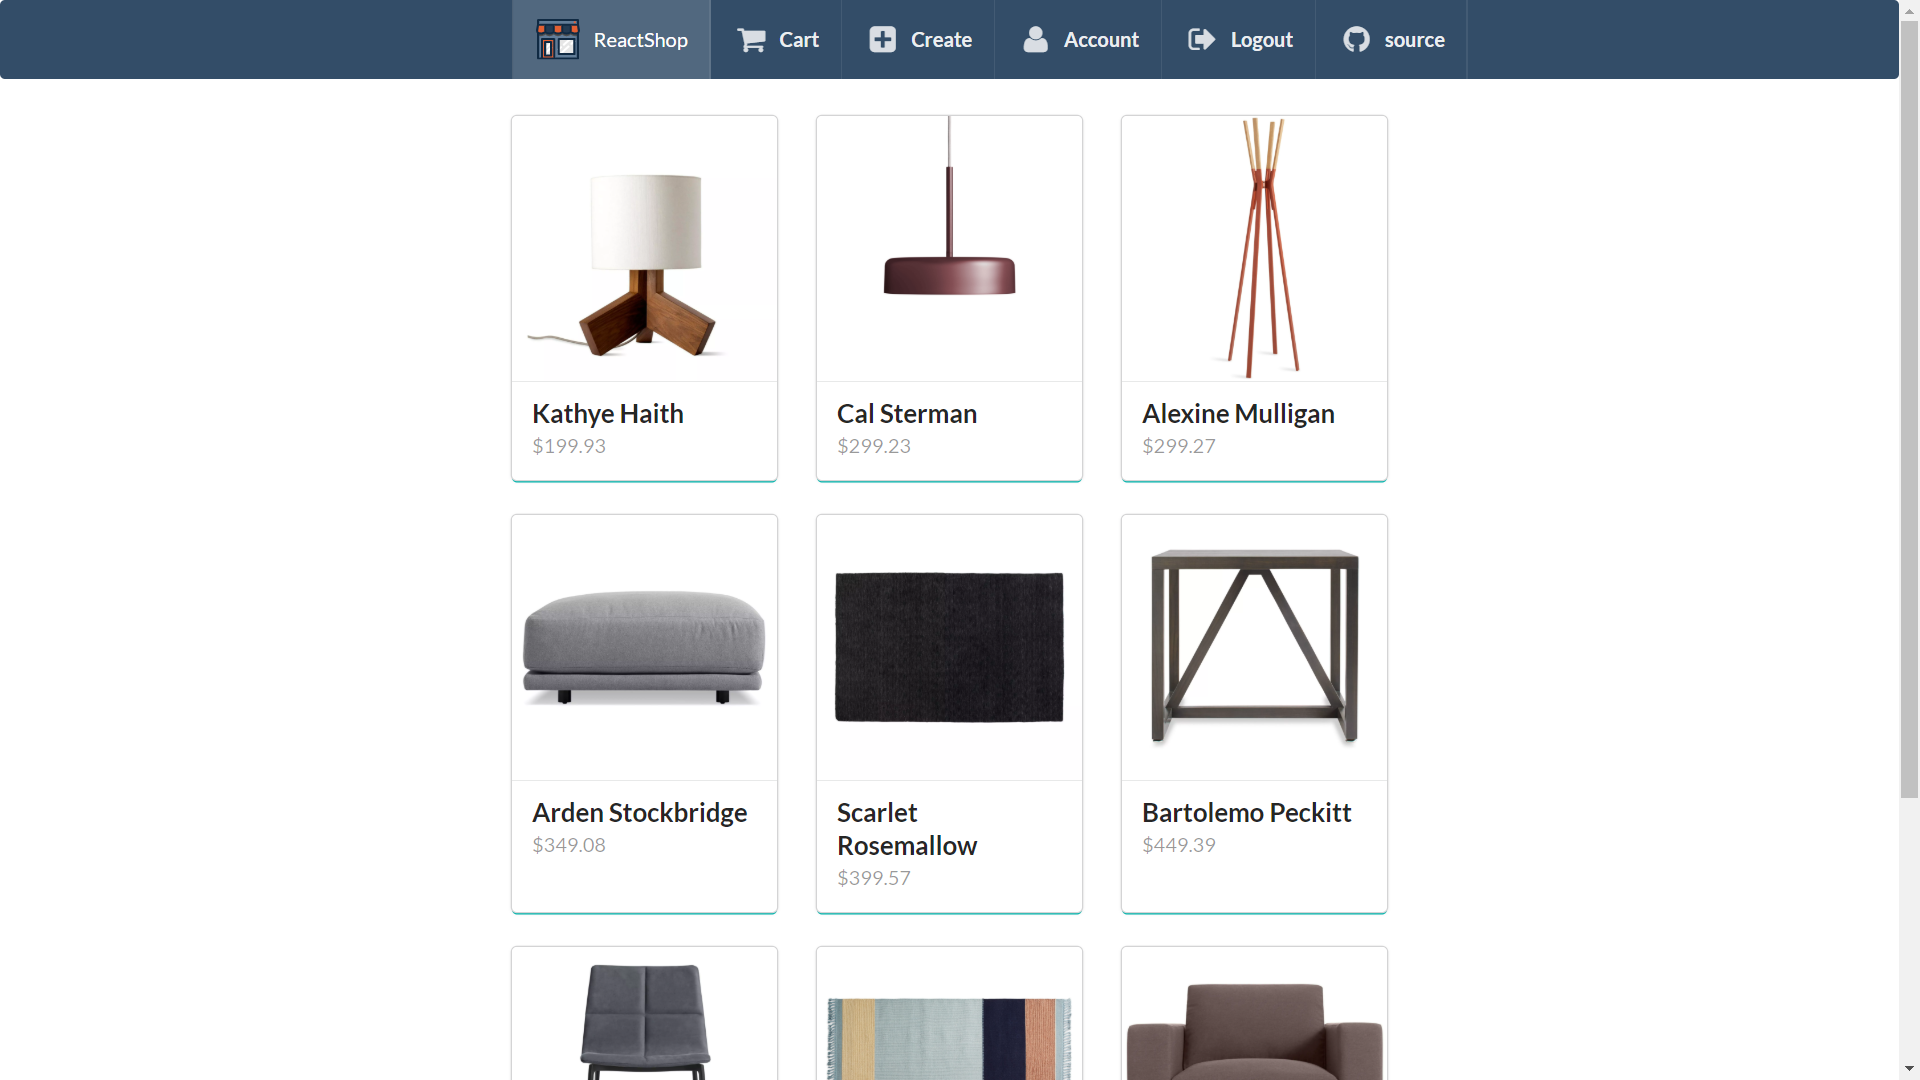 ReactShop
Cart
Create
Account
Logout
source
Kathye Haith
$199.93
Cal Sterman
$299.23
Alexine Mulligan
$299.27
Arden Stockbridge
$349.08
Scarlet
Rosemallow
$399.57
Bartolemo Peckitt
$449.39